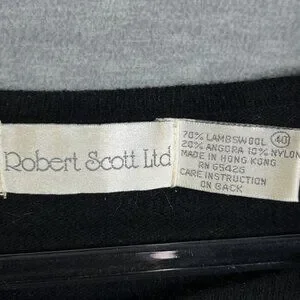 Robert Scott Ltd
70% LAMBSWOOL 40
20% ANGORA 10% NYLON
MADE IN HONG KONG
RN 65426
CARE INSTRUCTION
ON BACK